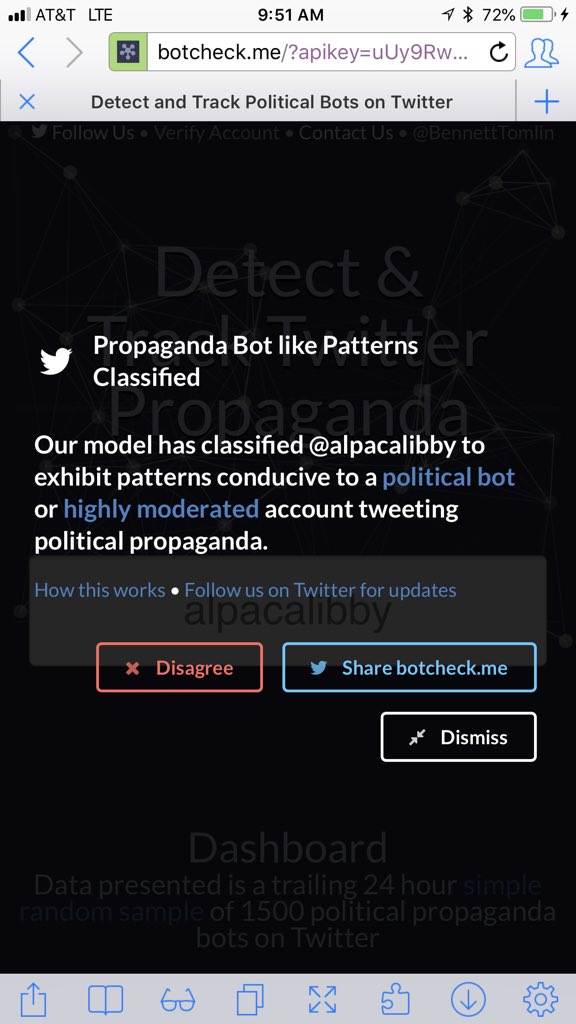 AT&T LTE 9:51 AM 72%
botcheck.me/?apikey=uUy9Rw...
Detect and Track Political Bots on Twitter
Follow Us • Verify Account • Contact Us • @BennettTomlin
Detect &
Track Twitter
Propaganda
Propaganda Bot like Patterns
Classified
Our model has classified @alpacalibby to
exhibit patterns conducive to a political bot
or highly moderated account tweeting
political propaganda.
How this works • Follow us on Twitter for updates
alpacalibby
Disagree
Share botcheck.me
Dismiss
Dashboard
Data presented is a trailing 24 hour simple
random sample of 1500 political propaganda
bots on Twitter